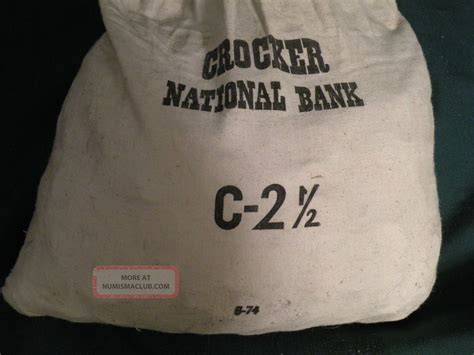 CROCKER
NATIONAL BANK
C-2 ½
MORE AT
NUMISMACLUB.COM
6-74